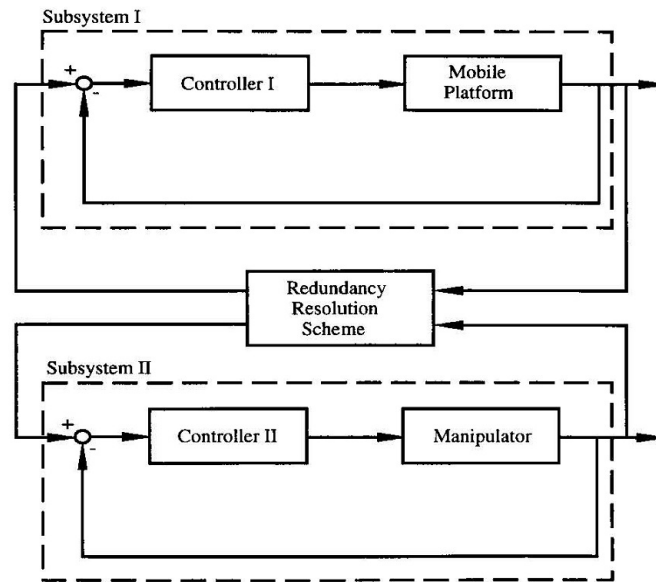 Subsystem I
+
-
Controller I
Mobile
Platform
Redundancy
Resolution
Scheme
Subsystem II
+
-
Controller II
Manipulator